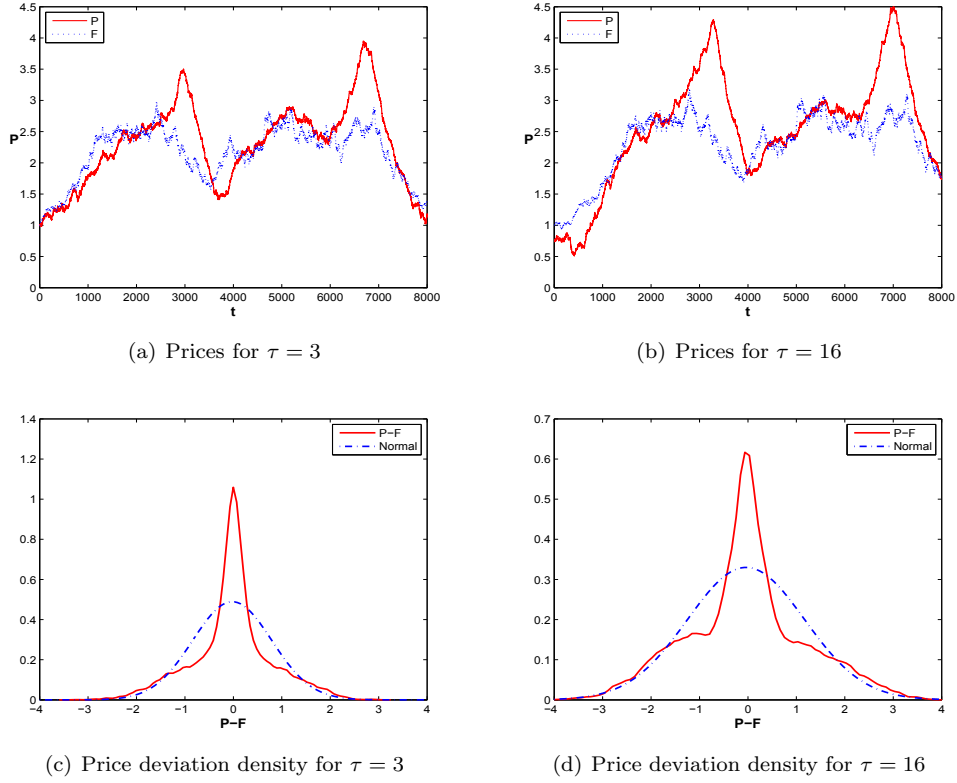 4.5
4
3.5
3
2.5
P
2
1.5
1
0.5
0
0 1000 2000 3000 4000 5000 6000 7000 8000
t
P
F
(a) Prices for τ = 3
4.5
4
3.5
3
2.5
P
2
1.5
1
0.5
0
0 1000 2000 3000 4000 5000 6000 7000 8000
t
P
F
(b) Prices for τ = 16
1.4
1.2
1
0.8
0.6
0.4
0.2
0
−4 −3 −2 −1 0 1 2 3 4
P−F
P−F
Normal
(c) Price deviation density for τ = 3
0.7
0.6
0.5
0.4
0.3
0.2
0.1
0
−4 −3 −2 −1 0 1 2 3 4
P−F
P−F
Normal
(d) Price deviation density for τ = 16